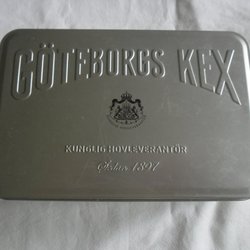 GÖTEBORGS KEX
KUNGLIG HOVLEVERANTÖR
Sedan 1897